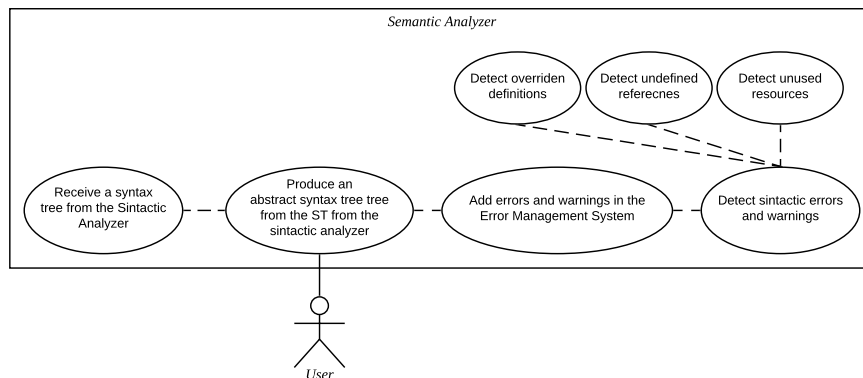 Semantic Analyzer
Detect overriden
definitions
Detect undefined
referecnes
Detect unused
resources
Receive a syntax
tree from the Sintactic
Analyzer
Produce an
abstract syntax tree tree
from the ST from the
sintactic analyzer
Add errors and warnings in the
Error Management System
Detect sintactic errors
and warnings
User